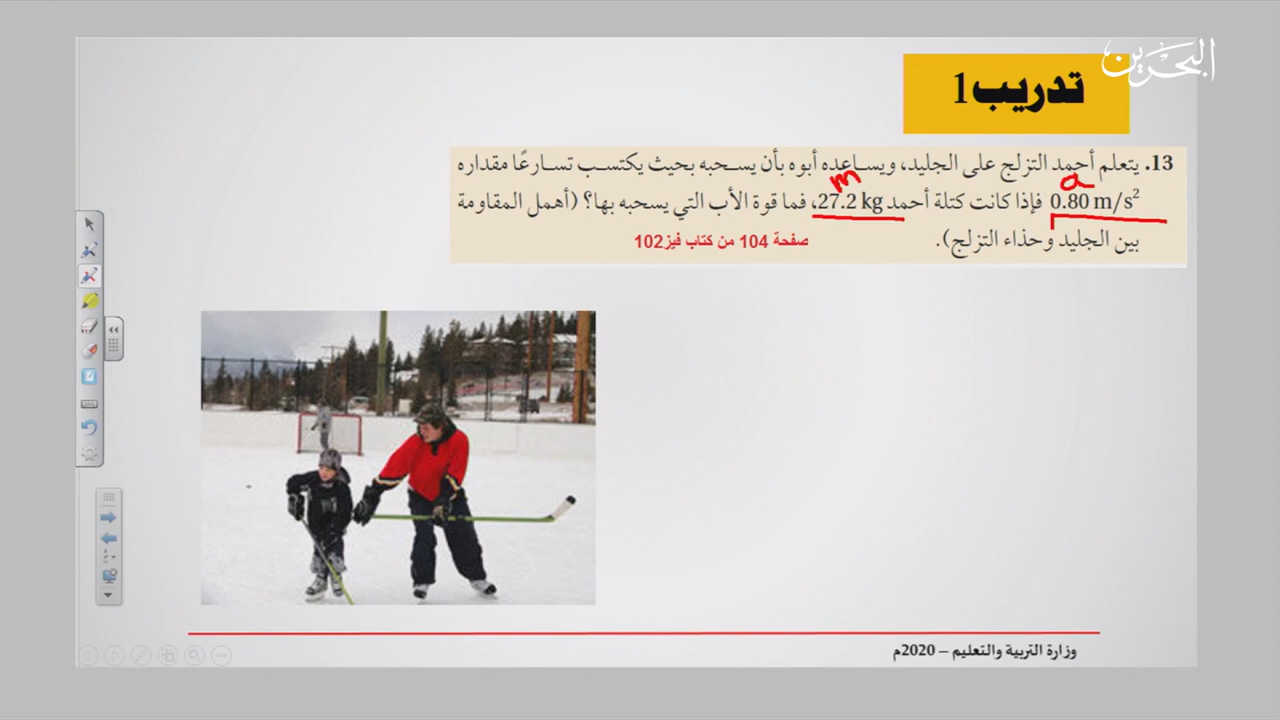 البحرين
تدريب1
13. يتعلم أحمد التزلج على الجليد، ويساعده أبوه بأن يسحبه بحيث يكتسب تسارعًا مقداره
m
a
0.80 m/s² فإذا كانت كتلة أحمد 27.2 kg، فما قوة الأب التي يسحبه بها؟ (أهمل المقاومة
بين الجليد وحذاء التزلج).
صفحة 104 من كتاب فيز102
وزارة التربية والتعليم – 2020م